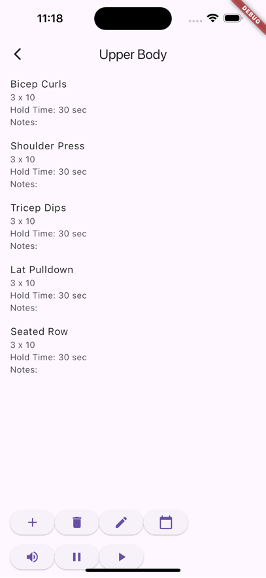 11:18
DEBUG
Upper Body
Bicep Curls
3 x 10
Hold Time: 30 sec
Notes:
Shoulder Press
3 x 10
Hold Time: 30 sec
Notes:
Tricep Dips
3 x 10
Hold Time: 30 sec
Notes:
Lat Pulldown
3 x 10
Hold Time: 30 sec
Notes:
Seated Row
3 x 10
Hold Time: 30 sec
Notes: